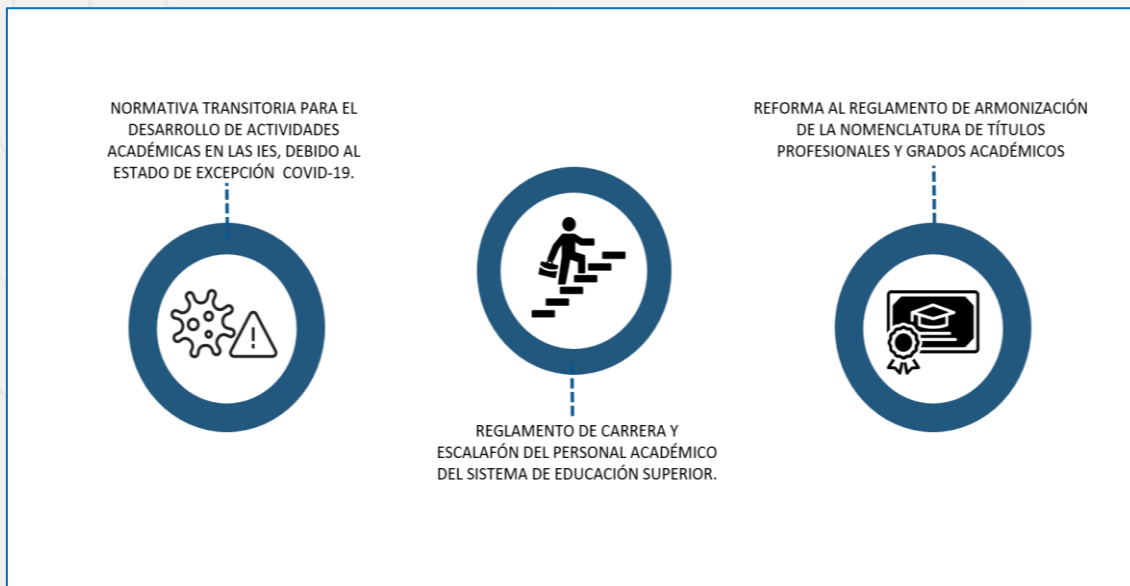 NORMATIVA TRANSITORIA PARA EL
DESARROLLO DE ACTIVIDADES
ACADÉMICAS EN LAS IES, DEBIDO AL
ESTADO DE EXCEPCIÓN COVID-19.
REGLAMENTO DE CARRERA Y
ESCALAFÓN DEL PERSONAL ACADÉMICO
DEL SISTEMA DE EDUCACIÓN SUPERIOR.
REFORMA AL REGLAMENTO DE ARMONIZACIÓN
DE LA NOMENCLATURA DE TÍTULOS
PROFESIONALES Y GRADOS ACADÉMICOS